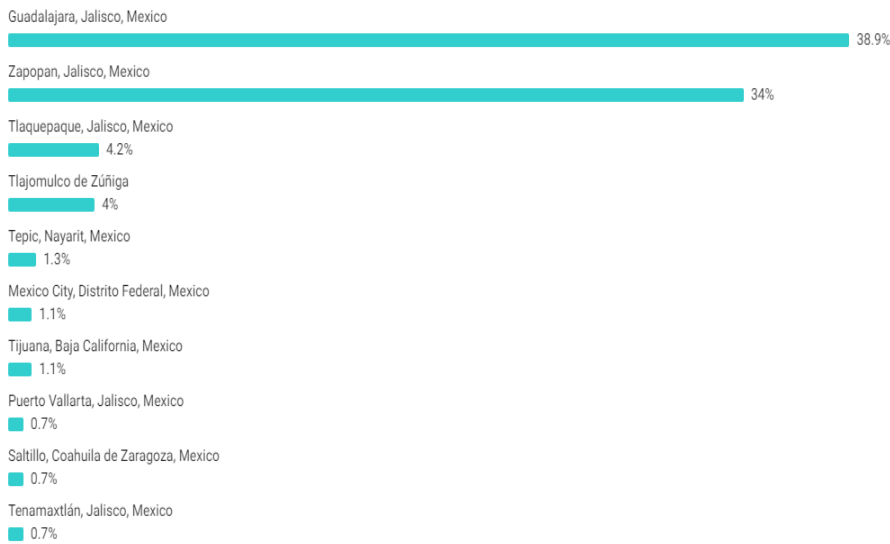 Guadalajara, Jalisco, Mexico
38.9%
Zapopan, Jalisco, Mexico
34%
Tlaquepaque, Jalisco, Mexico
4.2%
Tlajomulco de Zúñiga
4%
Tepic, Nayarit, Mexico
1.3%
Mexico City, Distrito Federal, Mexico
1.1%
Tijuana, Baja California, Mexico
1.1%
Puerto Vallarta, Jalisco, Mexico
0.7%
Saltillo, Coahuila de Zaragoza, Mexico
0.7%
Tenamaxtlán, Jalisco, Mexico
0.7%